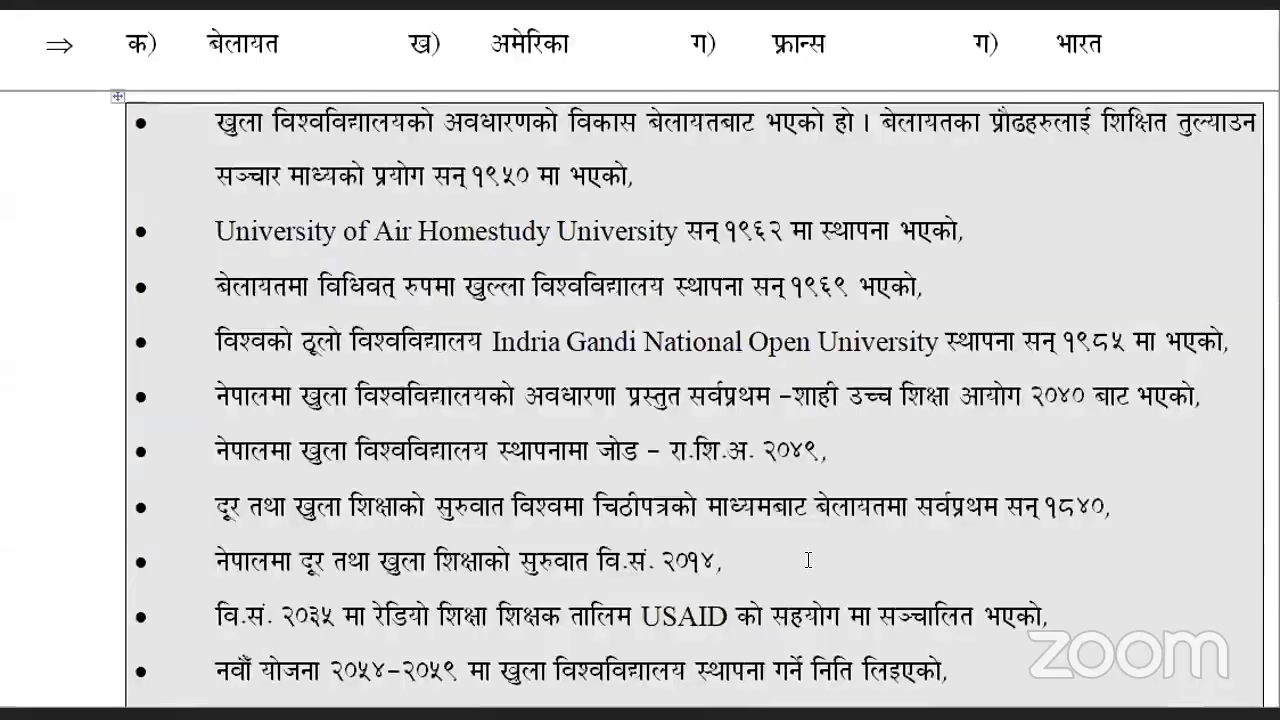 ⇒ क) बेलायत ख) अमेरिका ग) फ्रान्स ग) भारत
• खुला विश्वविद्यालयको अवधारणको विकास बेलायतबाट भएको हो । बेलायतका प्रौढहरुलाई शिक्षित तुल्याउन
सञ्चार माध्यको प्रयोग सन् १९५० मा भएको,
• University of Air Homestudy University सन् १९६२ मा स्थापना भएको,
• बेलायतमा विधिवत् रुपमा खुल्ला विश्वविद्यालय स्थापना सन् १९६९ भएको,
• विश्वको ठूलो विश्वविद्यालय Indria Gandi National Open University स्थापना सन् १९८५ मा भएको,
• नेपालमा खुला विश्वविद्यालयको अवधारणा प्रस्तुत सर्वप्रथम –शाही उच्च शिक्षा आयोग २०४० बाट भएको,
• नेपालमा खुला विश्वविद्यालय स्थापनामा जोड – रा.शि.अ. २०४९,
• दूर तथा खुला शिक्षाको सुरुवात विश्वमा चिठीपत्रको माध्यमबाट बेलायतमा सर्वप्रथम सन् १८४०,
• नेपालमा दूर तथा खुला शिक्षाको सुरुवात वि.सं. २०१४,
• वि.सं. २०३५ मा रेडियो शिक्षा शिक्षक तालिम USAID को सहयोग मा सञ्चालित भएको,
• नवौँ योजना २०५४–२०५९ मा खुला विश्वविद्यालय स्थापना गर्ने निति लिइएको,
zoom